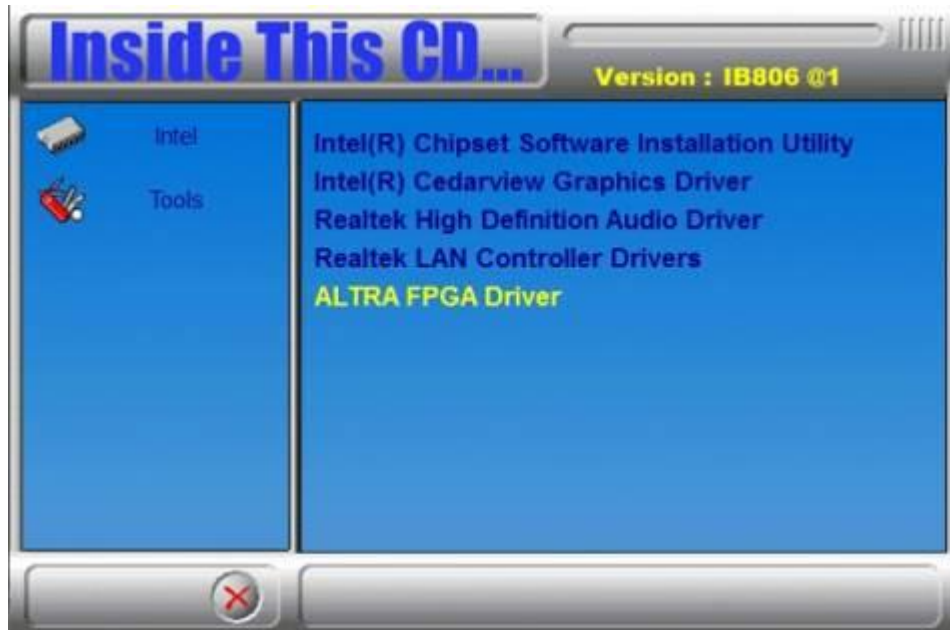 Inside This CD...
Version : IB806 @1
Intel
Tools
Intel(R) Chipset Software Installation Utility
Intel(R) Cedarview Graphics Driver
Realtek High Definition Audio Driver
Realtek LAN Controller Drivers
ALTRA FPGA Driver